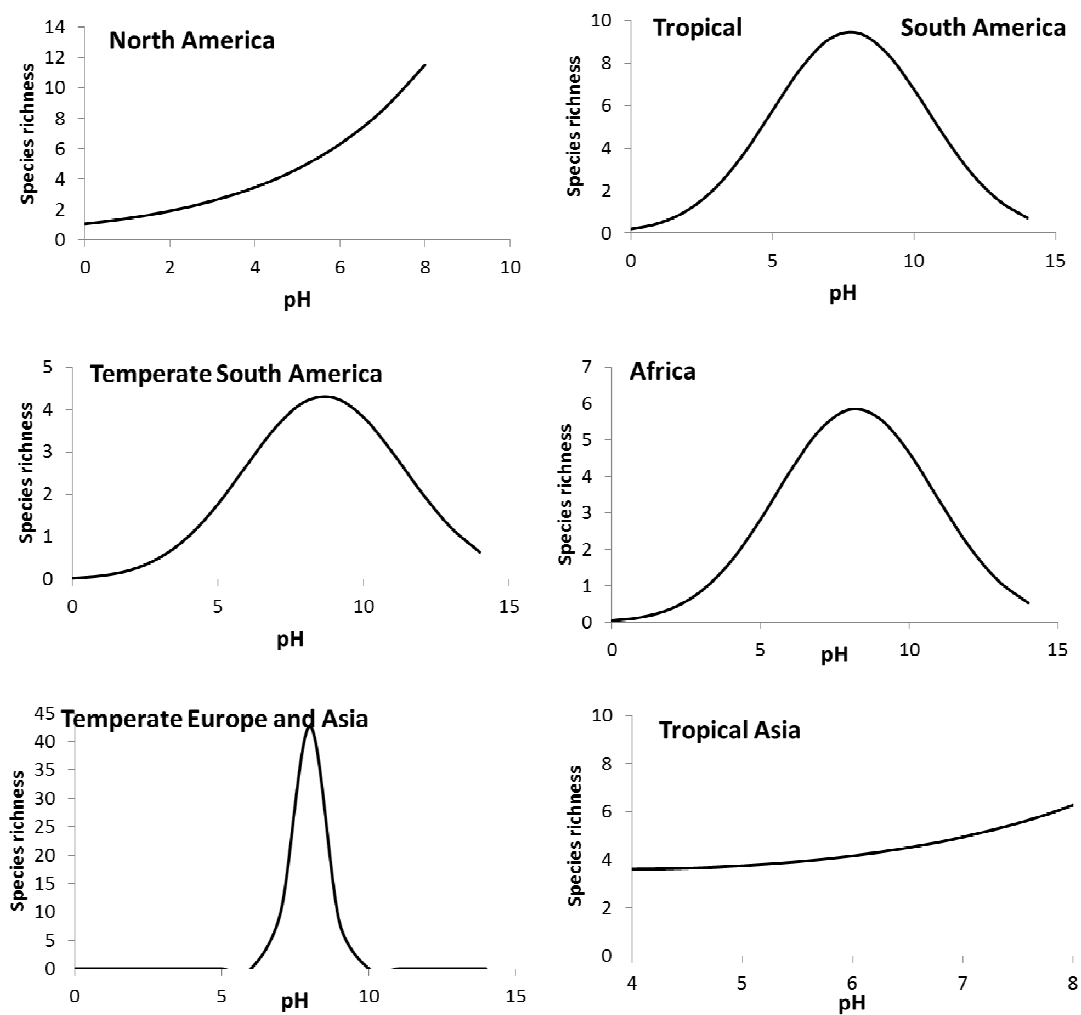 North America
Species richness
14
12
10
8
6
4
2
0
0 2 4 6 8 10
pH
Tropical South America
Species richness
10
8
6
4
2
0
0 5 10 15
pH
Temperate South America
Species richness
5
4
3
2
1
0
0 5 10 15
pH
Africa
Species richness
7
6
5
4
3
2
1
0
0 5 10 15
pH
Temperate Europe and Asia
Species richness
45
40
35
30
25
20
15
10
5
0
0 5 10 15
pH
Tropical Asia
Species richness
10
8
6
4
2
0
4 5 6 7 8
pH